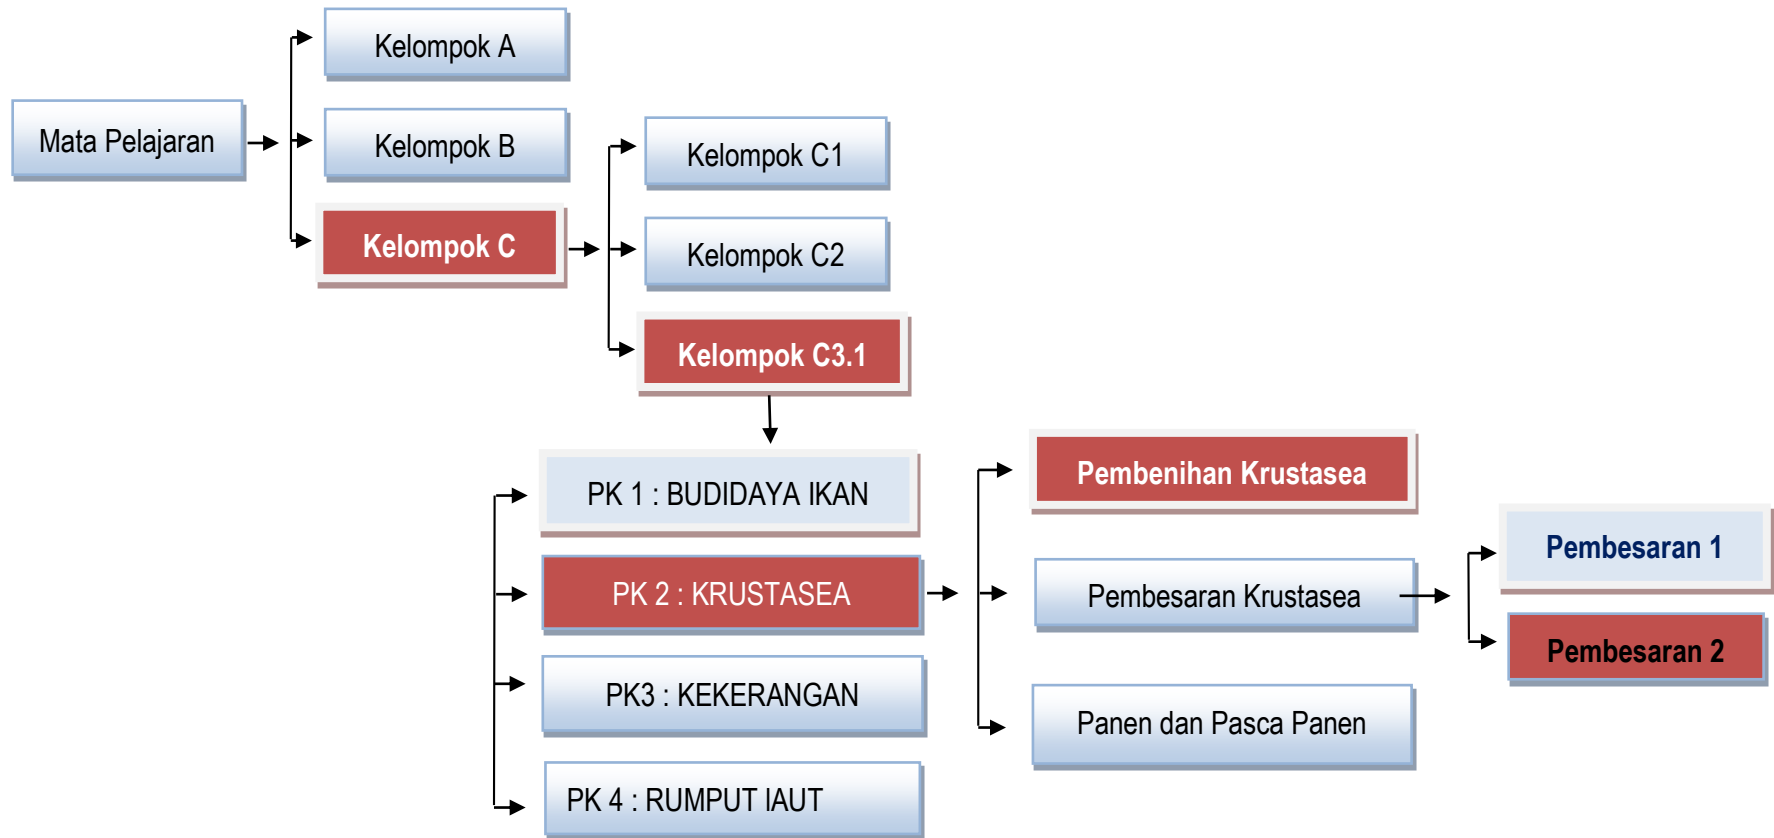 Mata Pelajaran
Kelompok A
Kelompok B
Kelompok C
Kelompok C1
Kelompok C2
Kelompok C3.1
PK 1 : BUDIDAYA IKAN
PK 2 : KRUSTASEA
PK3 : KEKERANGAN
PK 4 : RUMPUT IAUT
Pembenihan Krustasea
Pembesaran Krustasea
Panen dan Pasca Panen
Pembesaran 1
Pembesaran 2